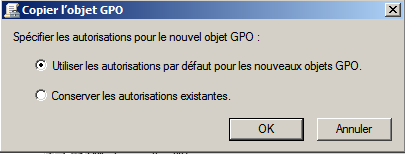 Copier l'objet GPO
Spécifier les autorisations pour le nouvel objet GPO :
Utiliser les autorisations par défaut pour les nouveaux objets GPO.
Conserver les autorisations existantes.
OK
Annuler